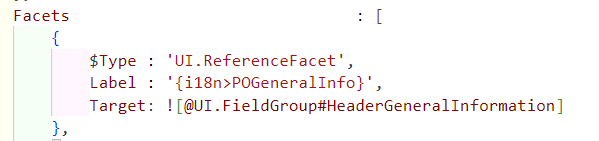 Facets : [
{
$Type : 'UI.ReferenceFacet',
Label : '{i18n>POGeneralInfo}',
Target: ![@UI.FieldGroup#HeaderGeneralInformation]
},